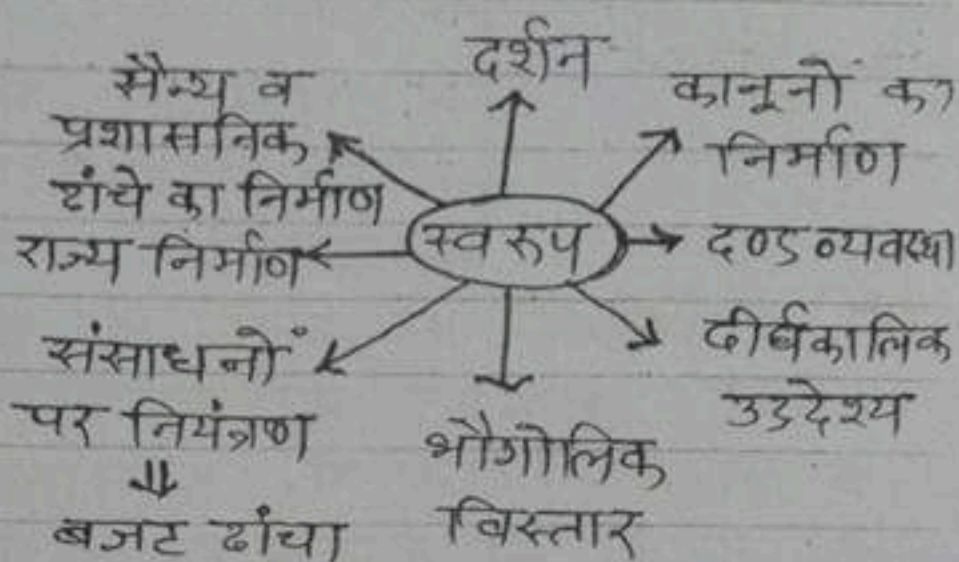 दर्शन
सैन्य व
प्रशासनिक
ढांचे का निर्माण
राज्य निर्माण
कानूनों का
निर्माण
स्वरुप
दण्ड व्यवस्था
दीर्घकालिक
उद्देश्य
संसाधनों
पर नियंत्रण
बजट ढांचा
भौगोलिक
विस्तार